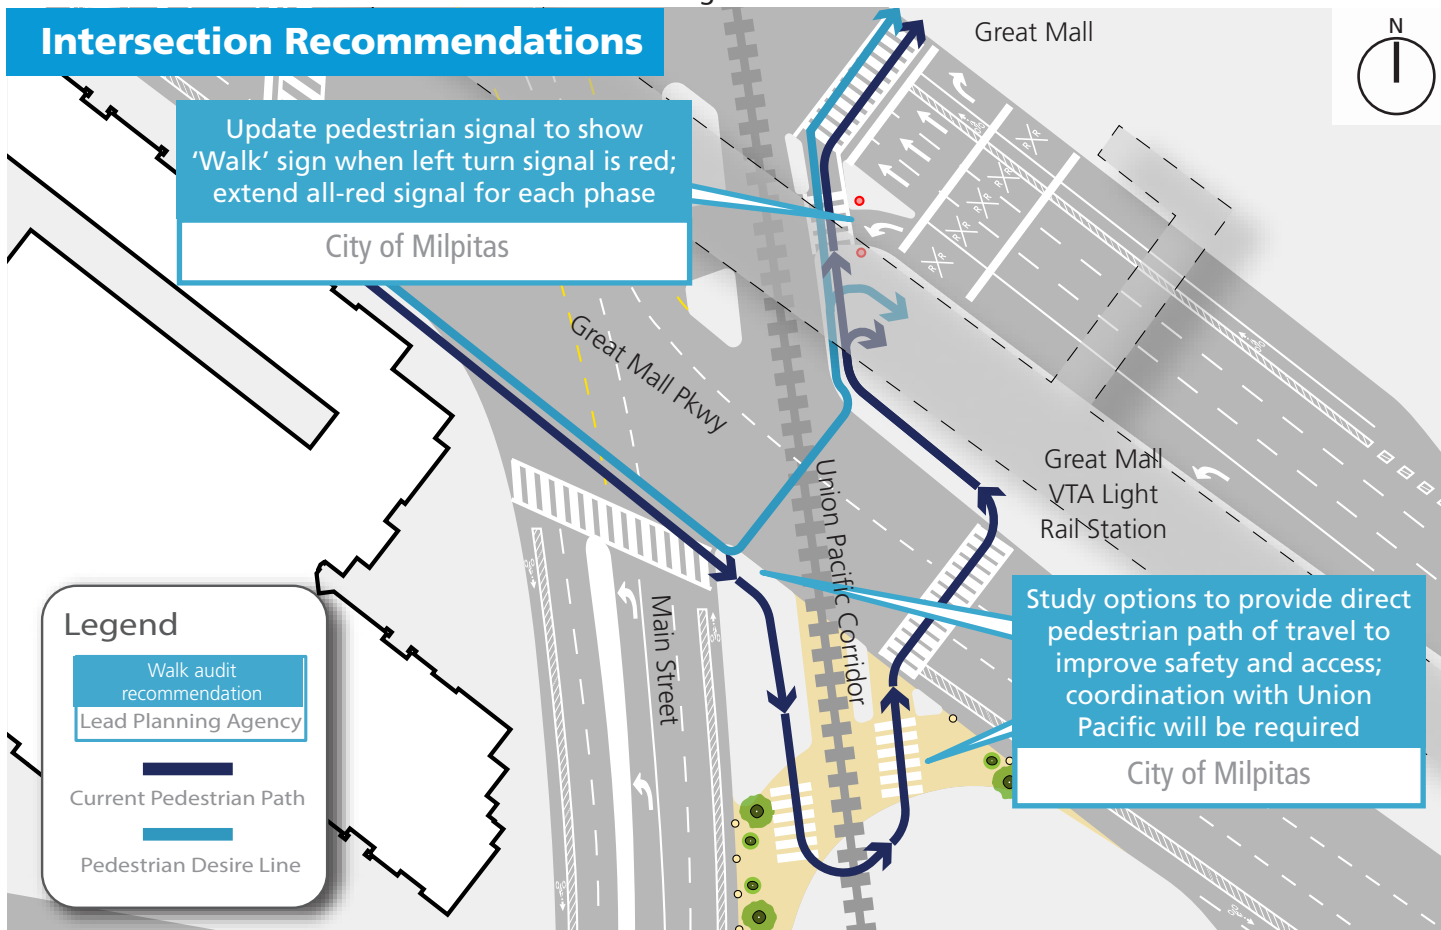 Intersection Recommendations
Great Mall
N
Update pedestrian signal to show
‘Walk’ sign when left turn signal is red;
extend all-red signal for each phase
City of Milpitas
Great Mall Pkwy
Great Mall
VTA Light
Rail Station
Union Pacific Corridor
Main Street
Study options to provide direct
pedestrian path of travel to
improve safety and access;
coordination with Union
Pacific will be required
City of Milpitas
Legend
Walk audit
recommendation
Lead Planning Agency
Current Pedestrian Path
Pedestrian Desire Line